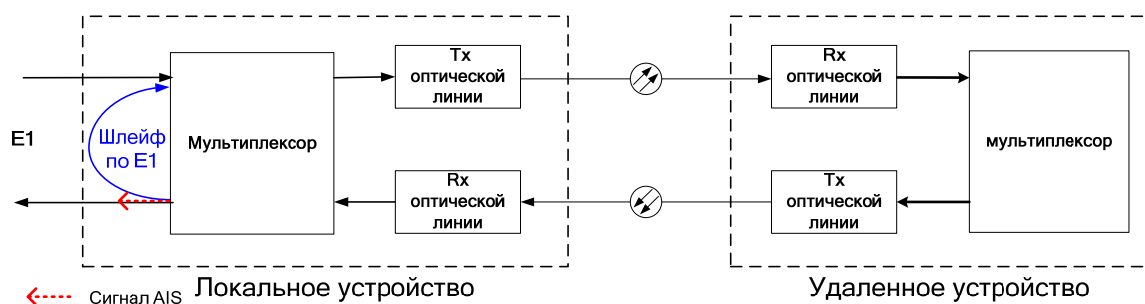 Tx
оптической
линии
Rx
оптической
линии
E1
Шлейф
по E1
Мультиплексор
мультиплексор
Rx
оптической
линии
Tx
оптической
линии
Сигнал AIS
Локальное устройство
Удаленное устройство